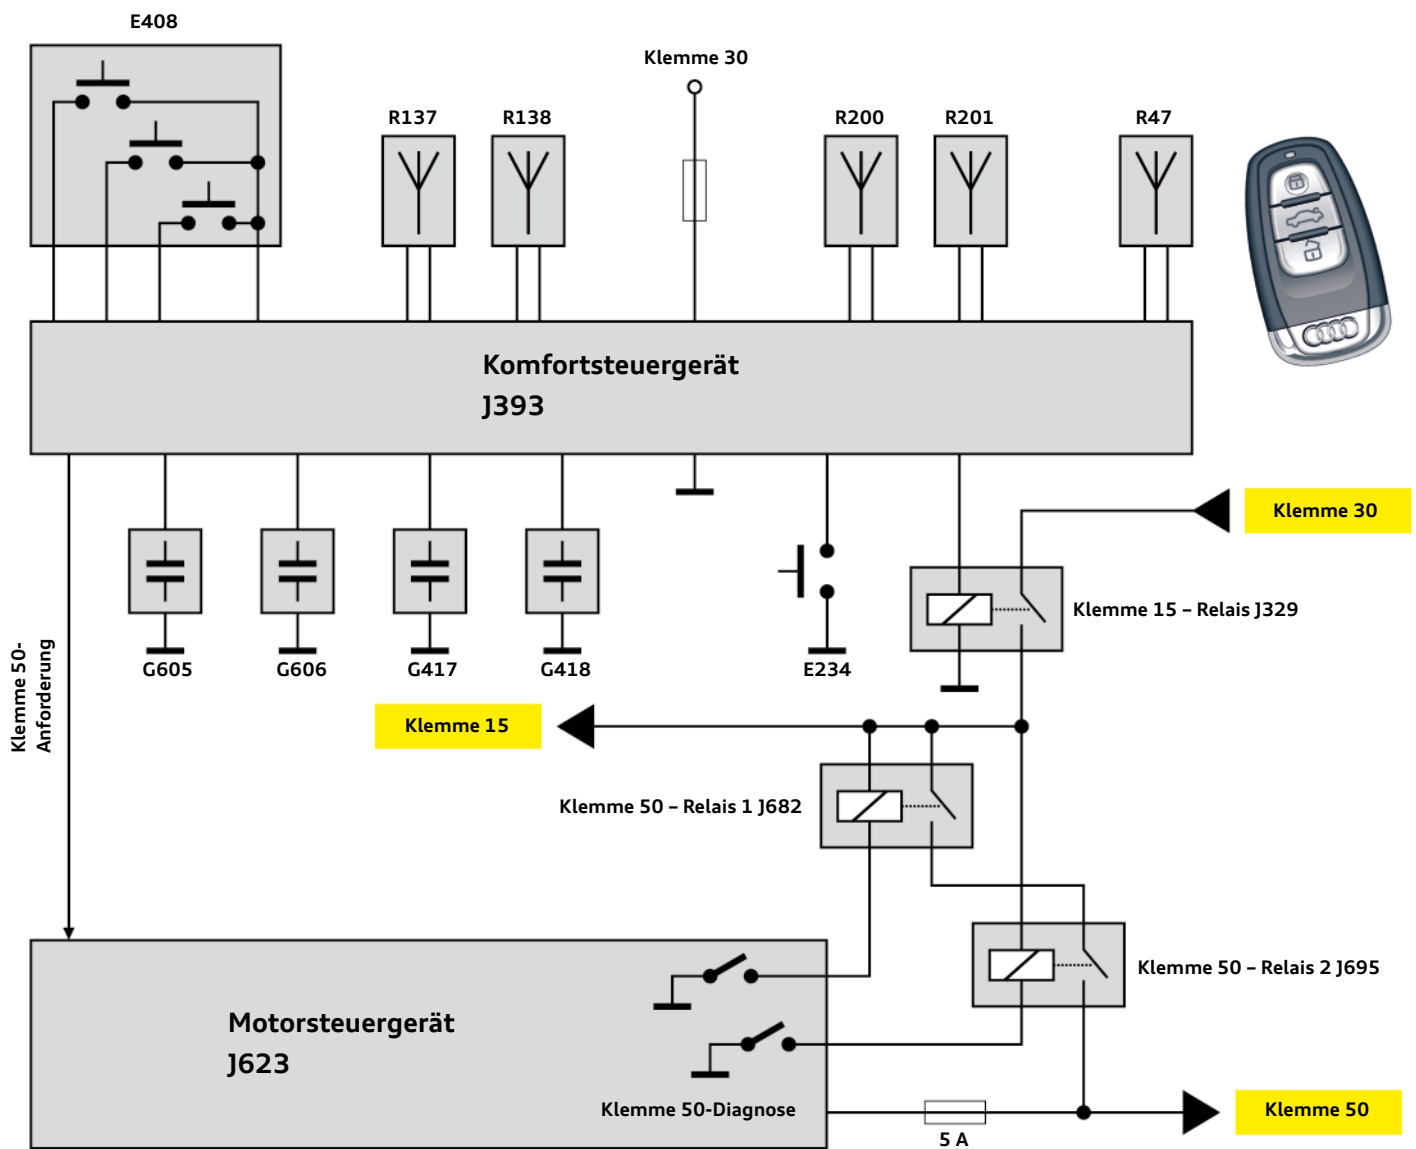 E408
Klemme 30
R137
R138
R200
R201
R47
Komfortsteuergerät
J393
Klemme 30
Klemme 15 – Relais J329
Klemme 50-
Anforderung
G605
G606
G417
G418
E234
Klemme 15
Klemme 50 – Relais 1 J682
Klemme 50 – Relais 2 J695
Motorsteuergerät
J623
Klemme 50-Diagnose
5 A
Klemme 50